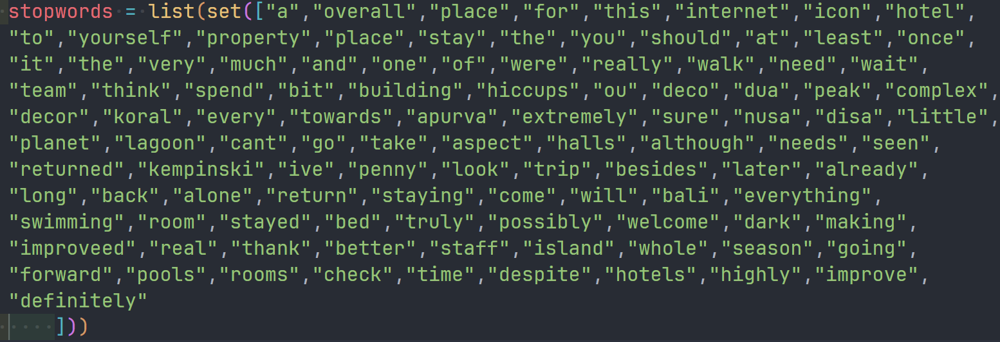 stopwords = list(set(["a","overall","place","for","this","internet","icon","hotel",
"to","yourself","property","place","stay","the","you","should","at","least","once",
"it","the","very","much","and","one","of","were","really","walk","need","wait",
"team","think","spend","bit","building","hiccups","ou","deco","dua","peak","complex",
"decor","koral","every","towards","apurva","extremely","sure","nusa","disa","little",
"planet","lagoon","cant","go","take","aspect","halls","although","needs","seen",
"returned","kempinski","ive","penny","look","trip","besides","later","already",
"long","back","alone","return","staying","come","will","bali","everything",
"swimming","room","stayed","bed","truly","possibly","welcome","dark","making",
"improveed","real","thank","better","staff","island","whole","season","going",
"forward","pools","rooms","check","time","despite","hotels","highly","improve",
"definitely"
]))